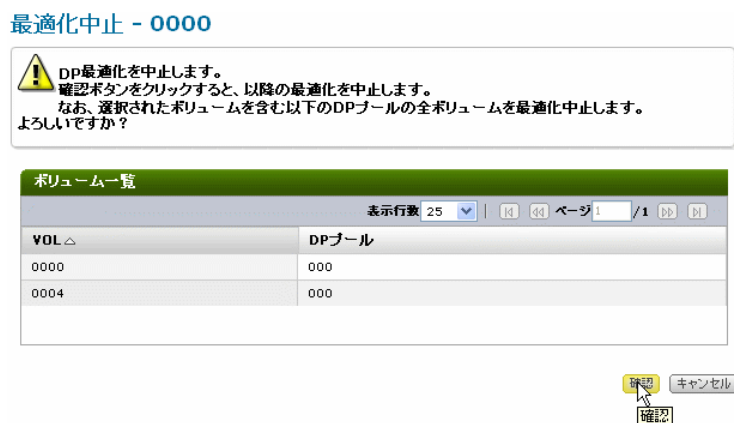 最適化中止 - 0000
DP最適化を中止します。
確認ボタンをクリックすると、以降の最適化を中止します。
なお、選択されたボリュームを含む以下のDPプールの全ボリュームを最適化中止します。
よろしいですか？
ボリューム一覧
表示行数 25 | ページ 1 /1
VOL DPプール
0000 000
0004 000
確認 キャンセル
確認